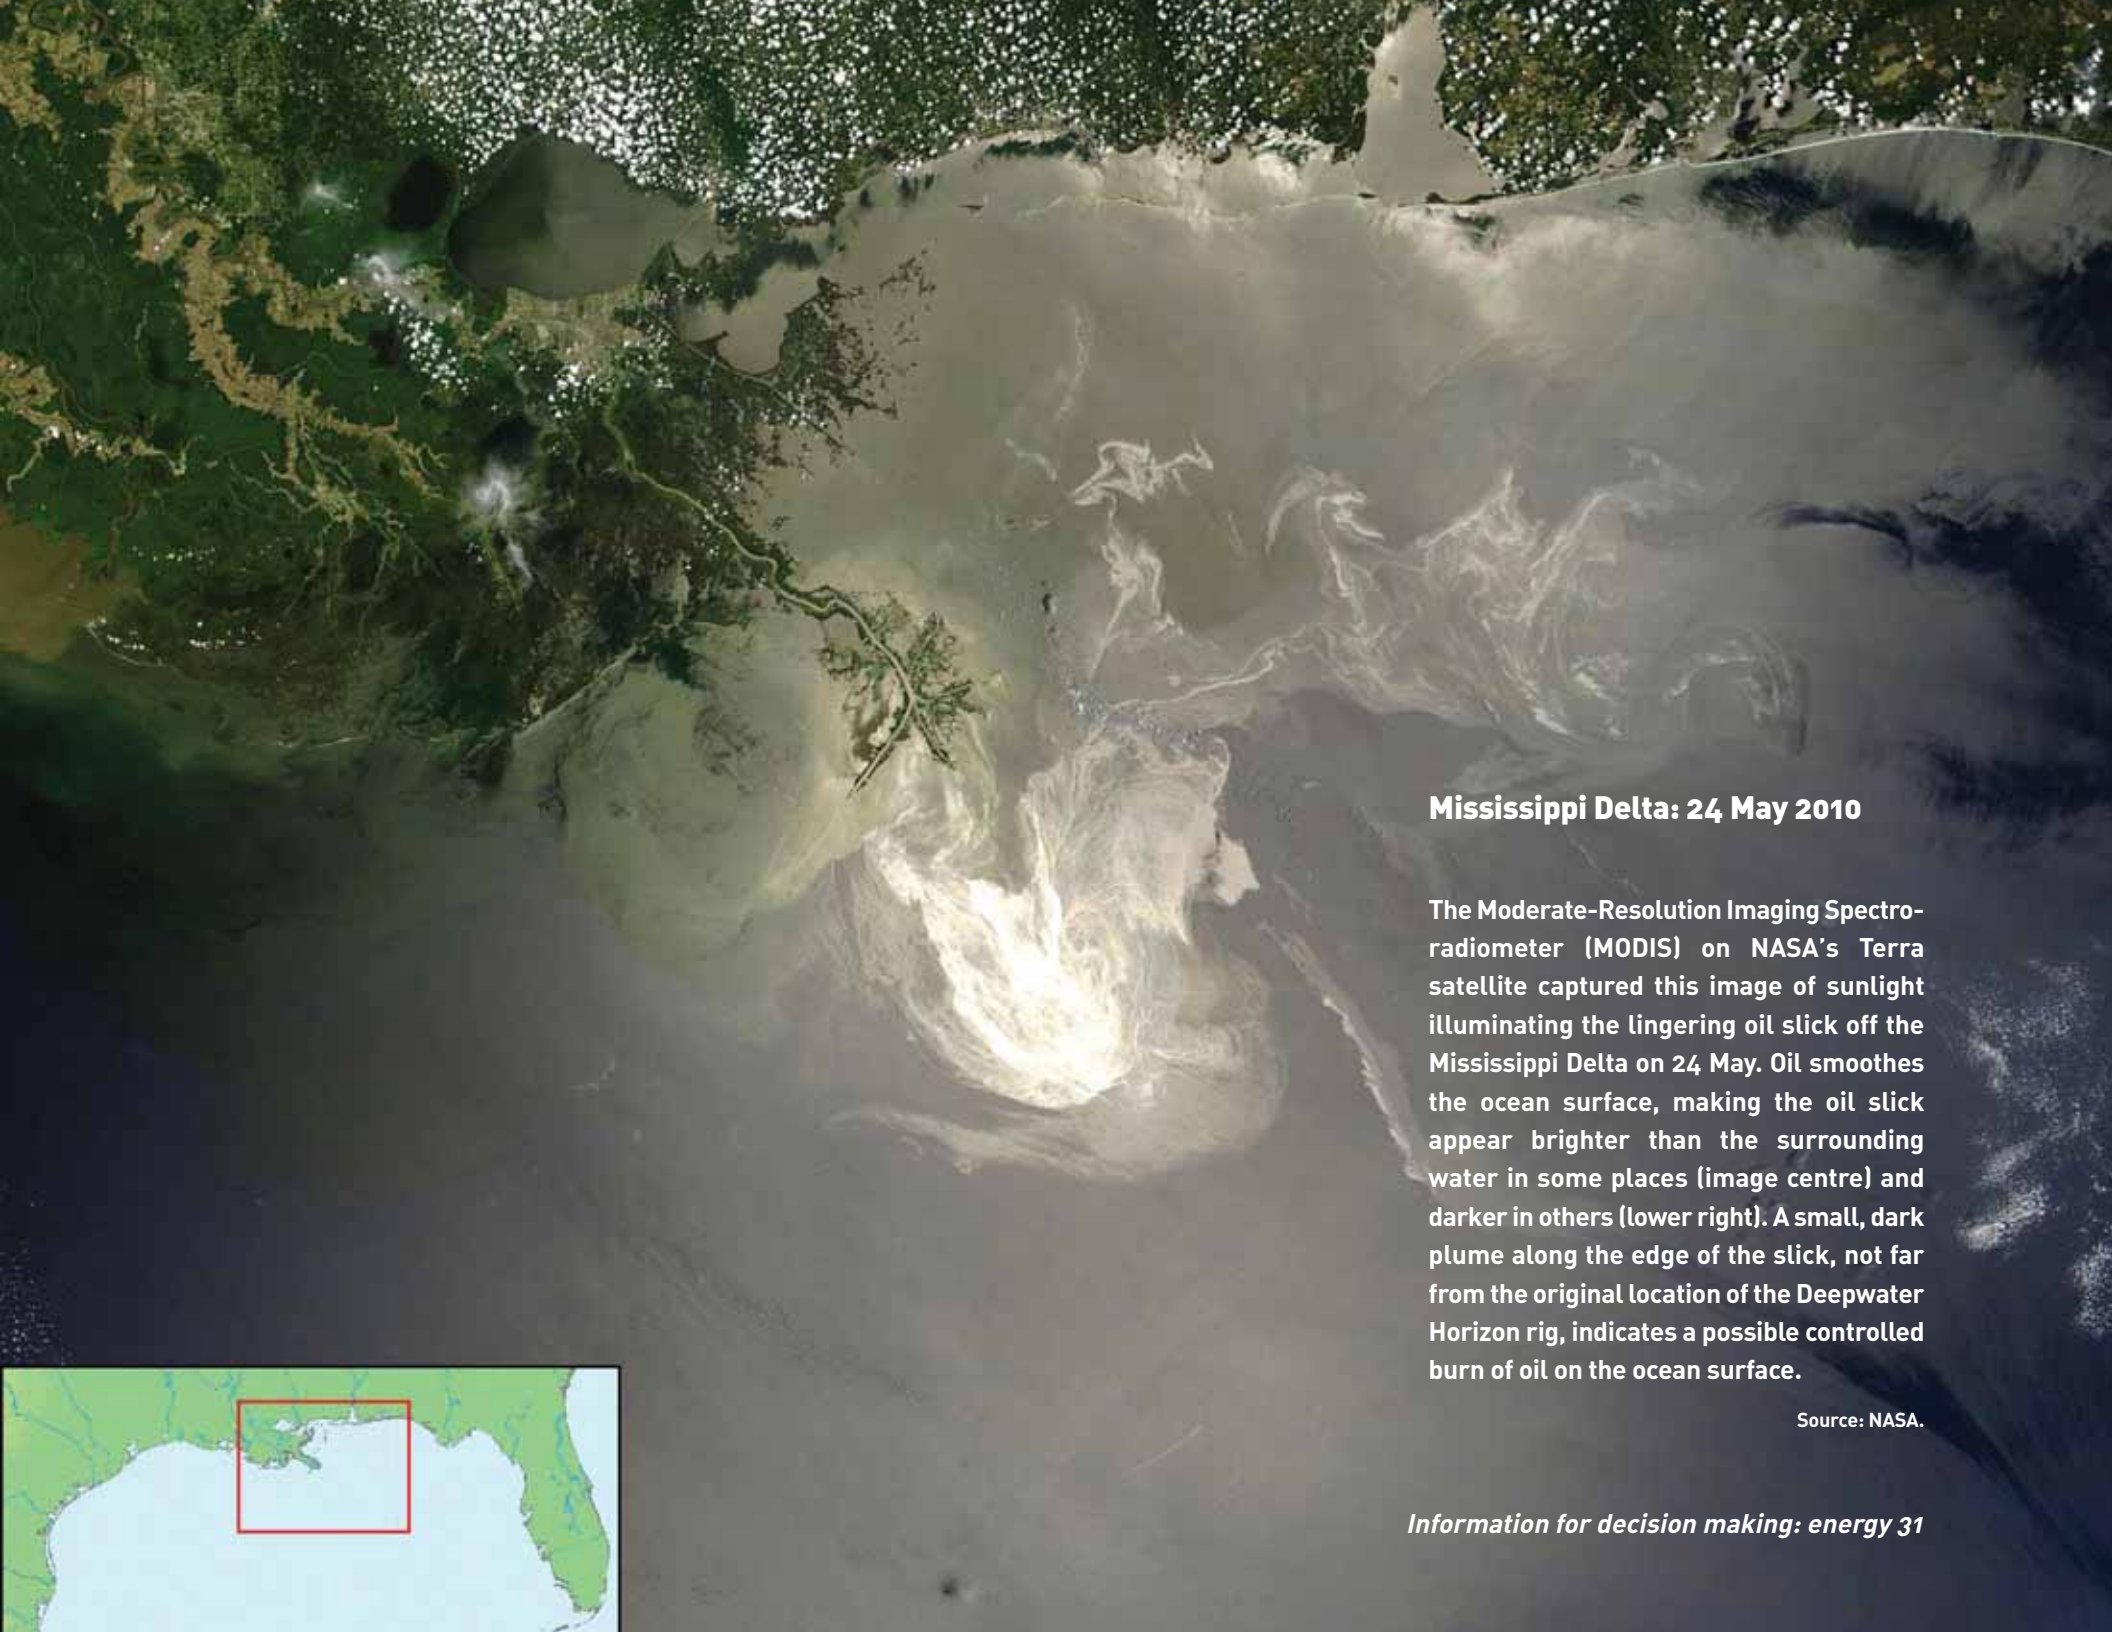 Mississippi Delta: 24 May 2010
The Moderate-Resolution Imaging Spectro-
radiometer (MODIS) on NASA's Terra
satellite captured this image of sunlight
illuminating the lingering oil slick off the
Mississippi Delta on 24 May. Oil smoothes
the ocean surface, making the oil slick
appear brighter than the surrounding
water in some places (image centre) and
darker in others (lower right). A small, dark
plume along the edge of the slick, not far
from the original location of the Deepwater
Horizon rig, indicates a possible controlled
burn of oil on the ocean surface.
Source: NASA.
Information for decision making: energy 31